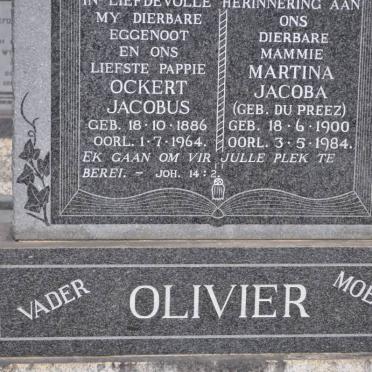 IN LIEFDEVOLLE HERINNERING AAN
MY DIERBARE
EGGENOOT
EN ONS
LIEFSTE PAPPIE
OCKERT
JACOBUS
GEB. 18·10·1886
OORL. 1·7·1964.
ONS
DIERBARE
MAMMIE
MARTINA
JACOBA
(GEB. DU PREEZ)
GEB. 18·6·1900
OORL. 3·5·1984.
EK GAAN OM VIR JULLE PLEK TE
BEREI. – JOH. 14:2.
VADER OLIVIER MOE